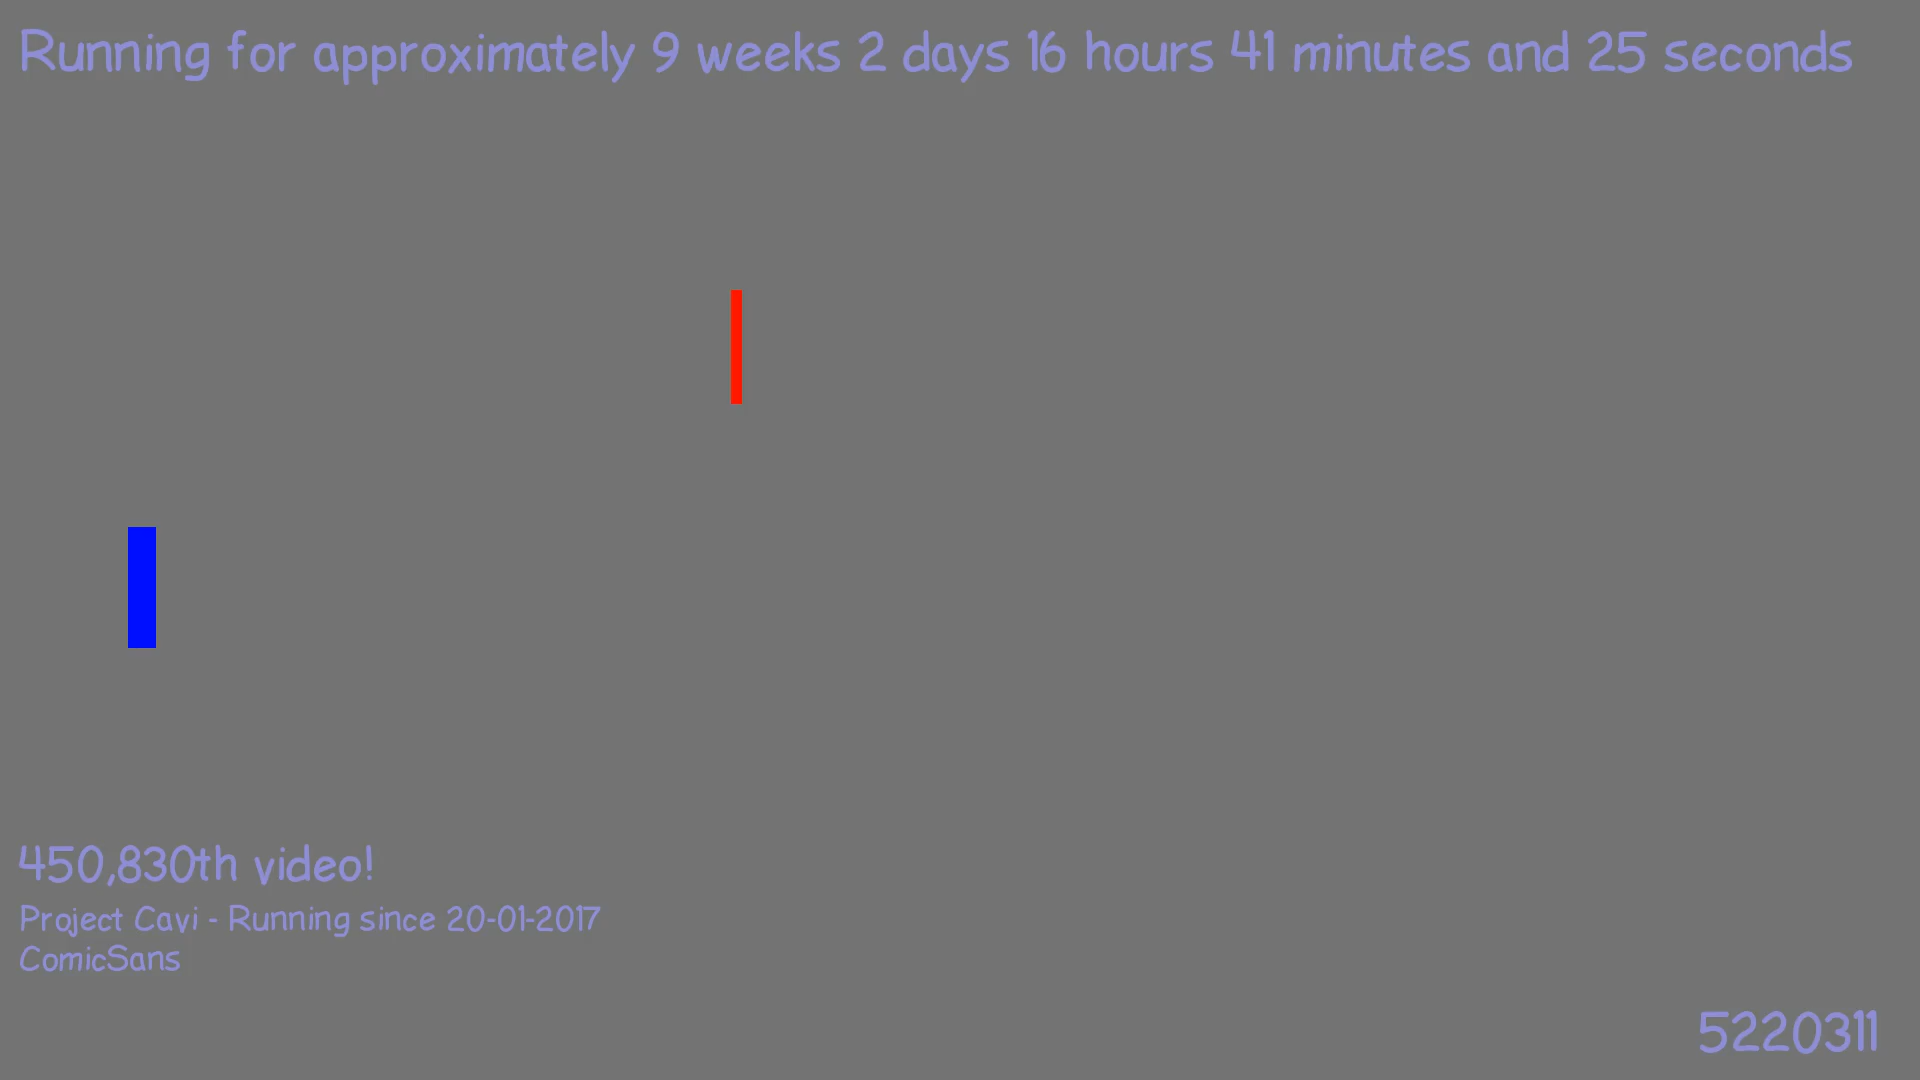 Running for approximately 9 weeks 2 days 16 hours 41 minutes and 25 seconds
450,830th video!
Project Cavi - Running since 20-01-2017
ComicSans
5220311